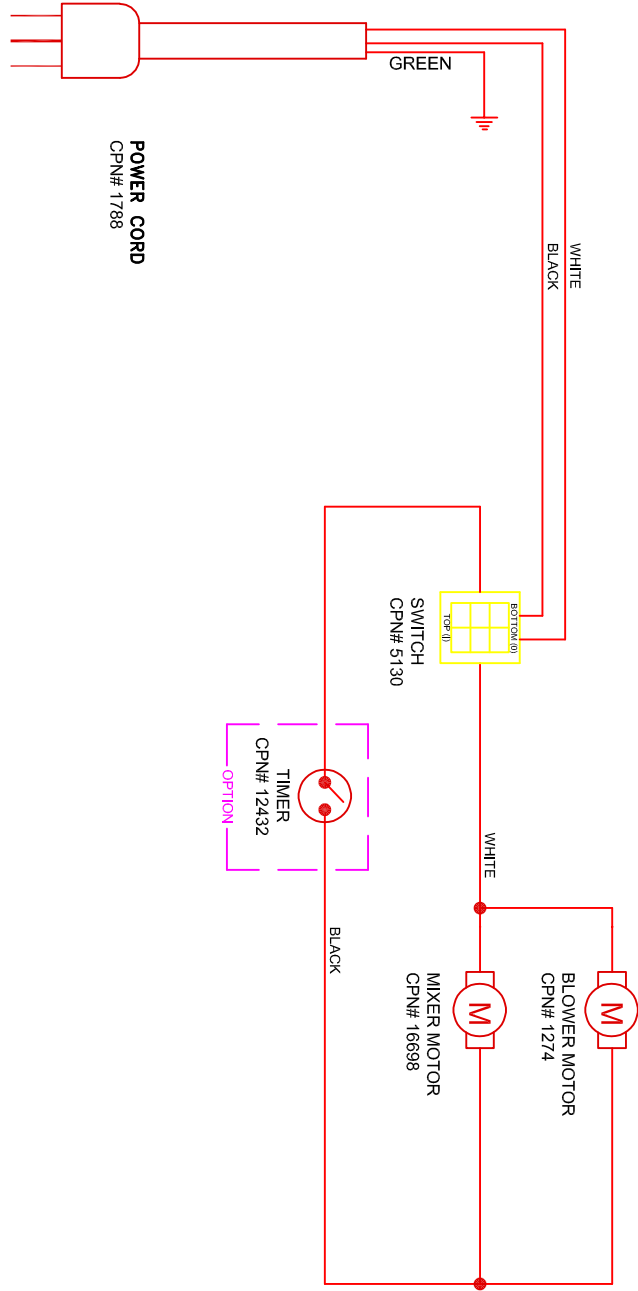 GREEN
POWER CORD
CPN# 1788
WHITE
BLACK
SWITCH
CPN# 5130
BOTTOM (0)
TOP (|)
TIMER
CPN# 12432
OPTION
WHITE
BLACK
BLOWER MOTOR
CPN# 1274
M
MIXER MOTOR
CPN# 16698
M